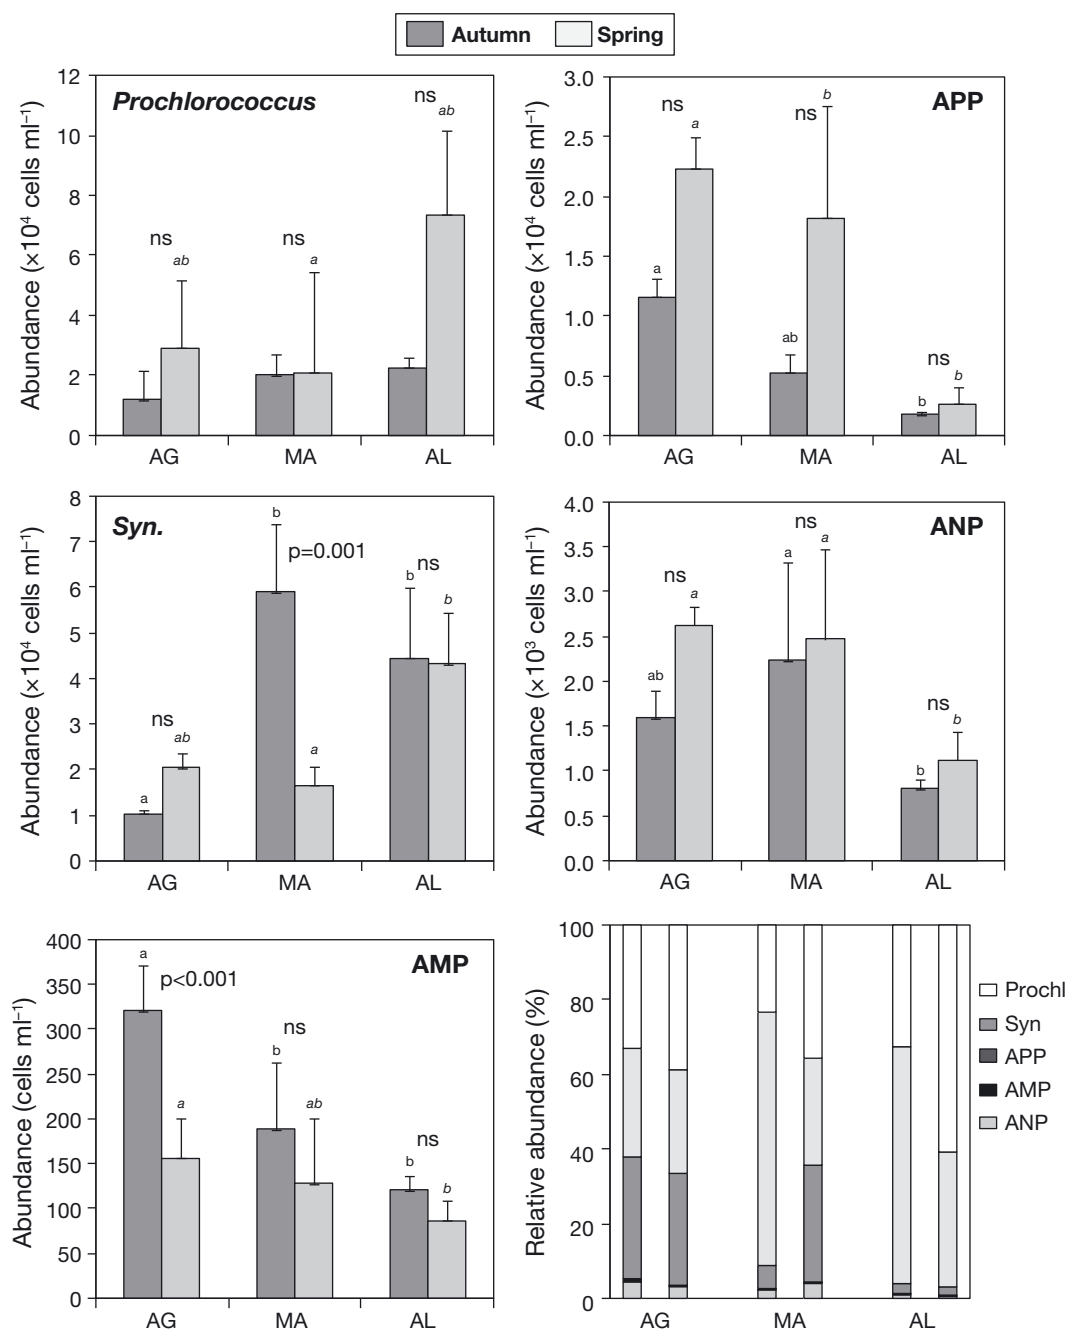 Autumn Spring
Prochlorococcus
Abundance (×10⁴ cells ml⁻¹)
12
10
8
6
4
2
0
ns
ab
ns
a
ns
ab
AG MA AL
APP
Abundance (×10⁴ cells ml⁻¹)
3.0
2.5
2.0
1.5
1.0
0.5
0.0
ns
a
a
ns
b
ab
ns
b
b
AG MA AL
Syn.
Abundance (×10⁴ cells ml⁻¹)
8
7
6
5
4
3
2
1
0
ns
ab
a
b
p=0.001
a
b
ns
b
AG MA AL
ANP
Abundance (×10³ cells ml⁻¹)
4.0
3.5
3.0
2.5
2.0
1.5
1.0
0.5
0.0
ns
a
ab
ns
a
a
ns
b
b
AG MA AL
AMP
Abundance (cells ml⁻¹)
400
350
300
250
200
150
100
50
0
a
p<0.001
a
ns
b
ab
ns
b
b
AG MA AL
Relative abundance (%)
100
80
60
40
20
0
AG MA AL
Prochl
Syn
APP
AMP
ANP